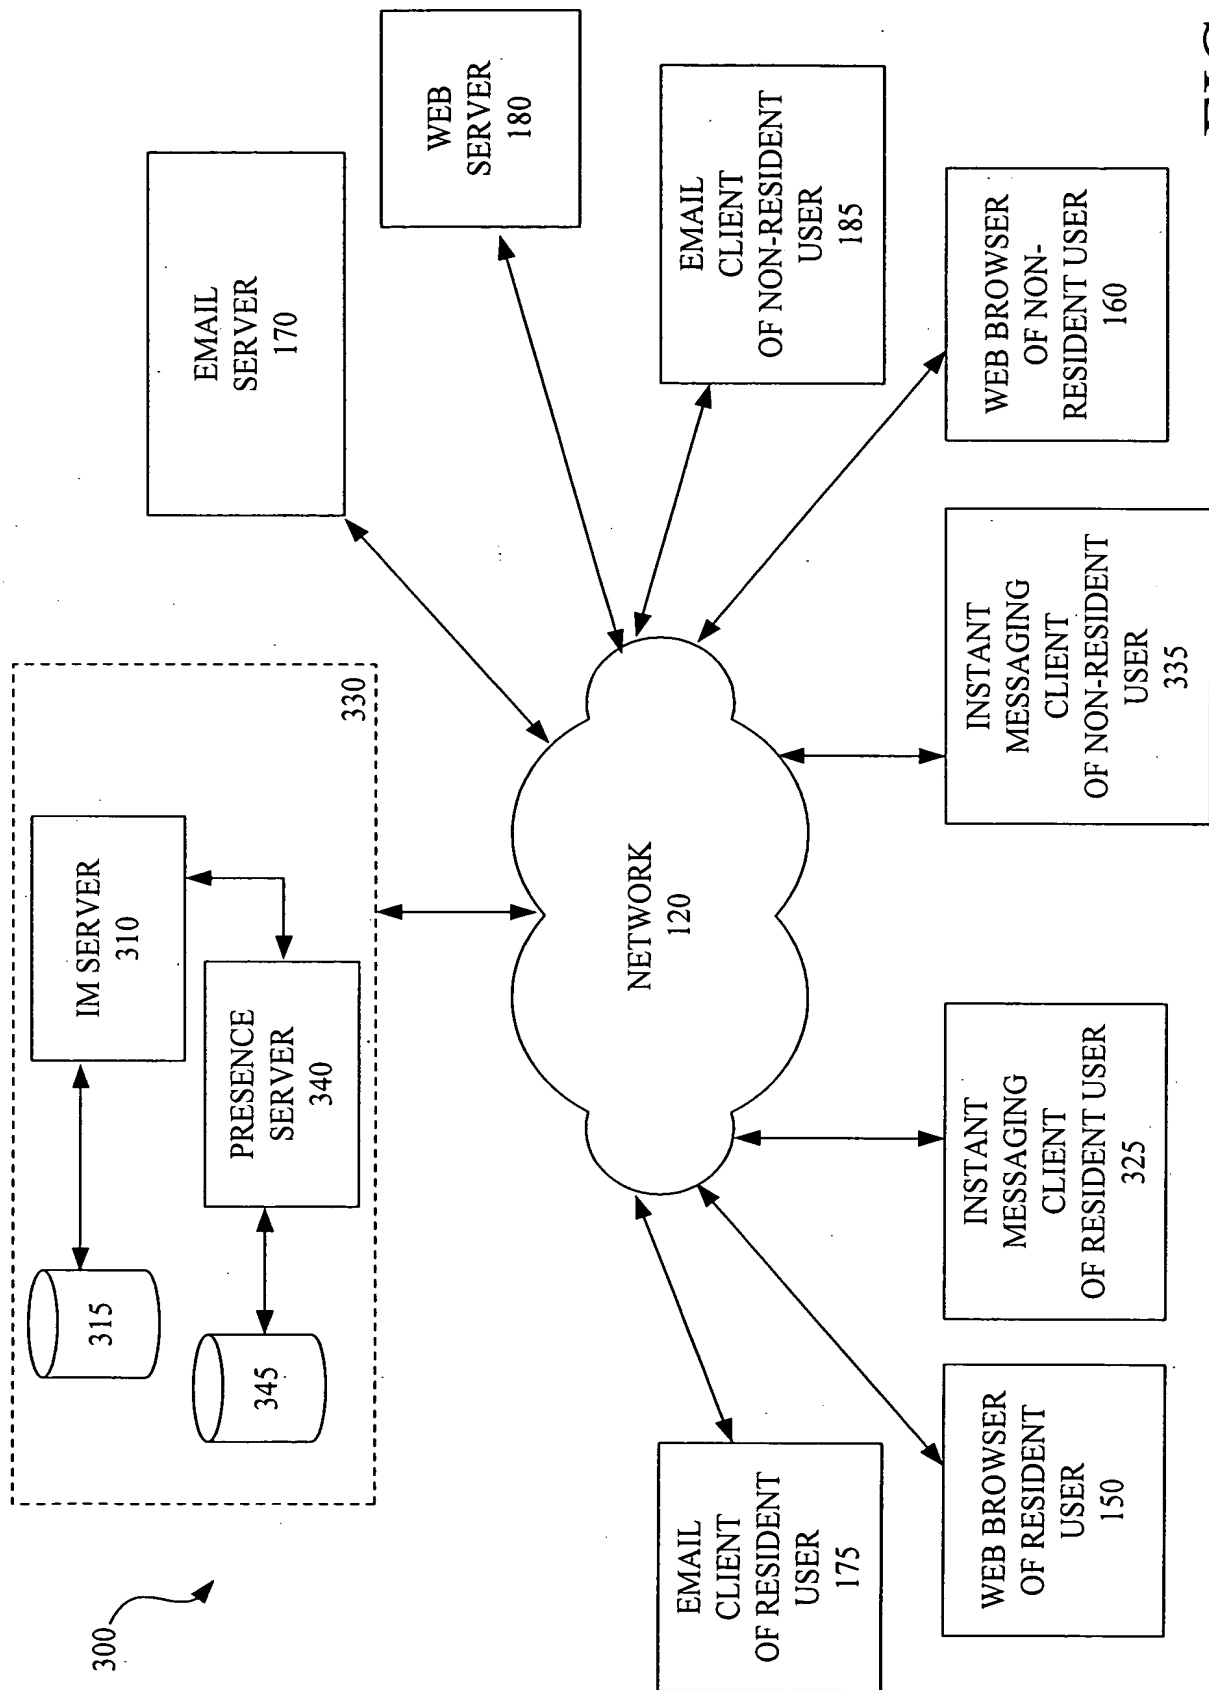 300
330
IM SERVER
310
315
PRESENCE
SERVER
340
345
EMAIL
SERVER
170
WEB
SERVER
180
NETWORK
120
EMAIL
CLIENT
OF RESIDENT
USER
175
WEB BROWSER
OF RESIDENT
USER
150
INSTANT
MESSAGING
CLIENT
OF RESIDENT USER
325
INSTANT
MESSAGING
CLIENT
OF NON-RESIDENT
USER
335
WEB BROWSER
OF NON-
RESIDENT USER
160
EMAIL
CLIENT
OF NON-RESIDENT
USER
185